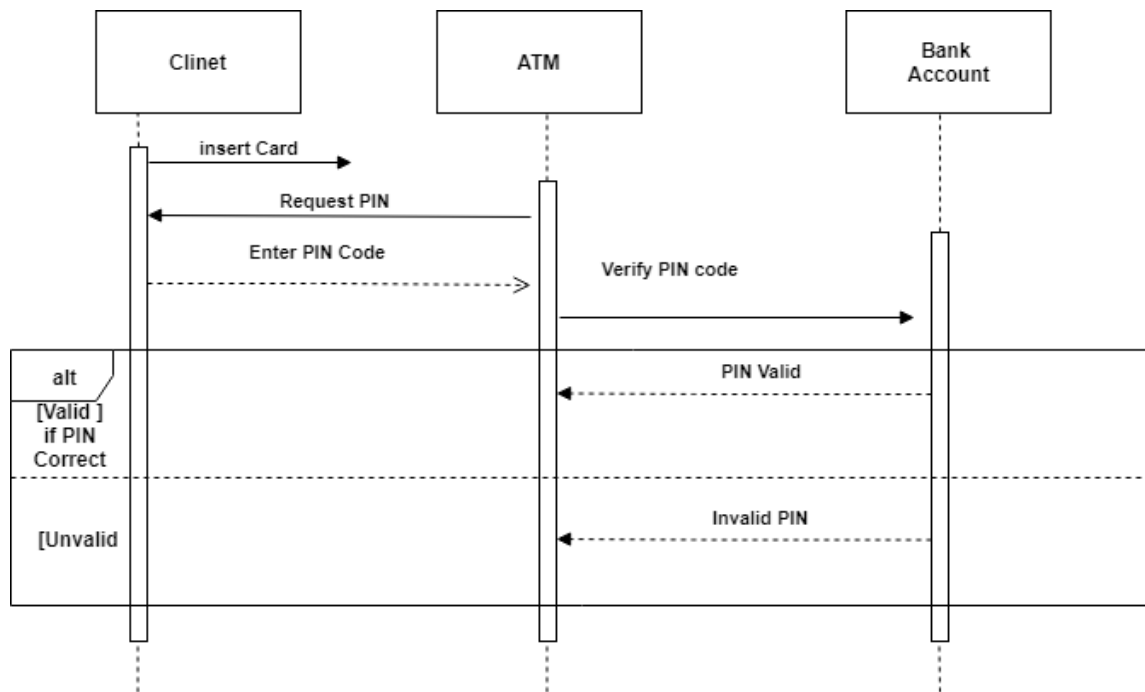 Clinet
ATM
Bank
Account
insert Card
Request PIN
Enter PIN Code
Verify PIN code
alt
PIN Valid
[Valid ]
if PIN
Correct
Invalid PIN
[Unvalid